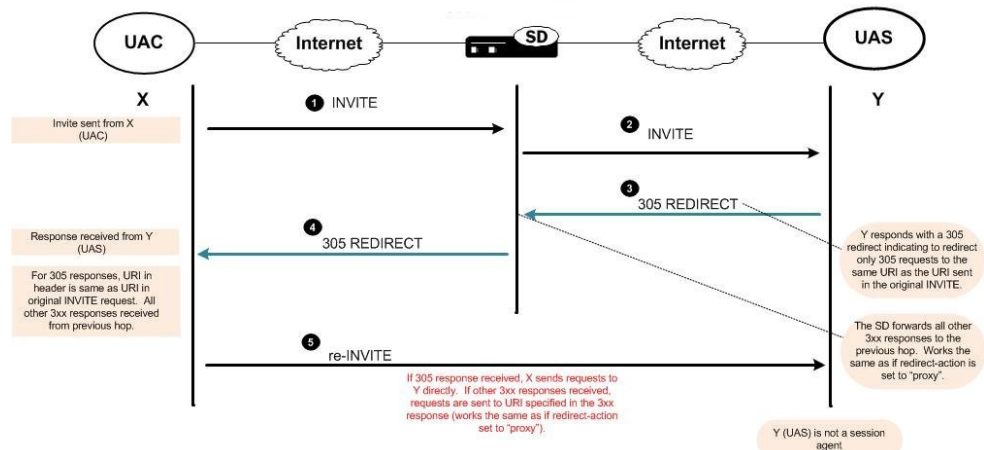 UAC
Internet
SD
Internet
UAS
X
Y
1 INVITE
Invite sent from X
(UAC)
2
INVITE
3
305 REDIRECT
4
305 REDIRECT
Response received from Y
(UAS)
Y responds with a 305
redirect indicating to redirect
only 305 requests to the
same URI as the URI sent
in the original INVITE.
For 305 responses, URI in
header is same as URI in
original INVITE request. All
other 3xx responses received
from previous hop.
The SD forwards all other
3xx responses to the
previous hop. Works the
same as if redirect-action is
set to “proxy”.
5
re-INVITE
If 305 response received, X sends requests to
Y directly. If other 3xx responses received,
requests are sent to URI specified in the 3xx
response (works the same as if redirect-action
set to “proxy”).
Y (UAS) is not a session
agent